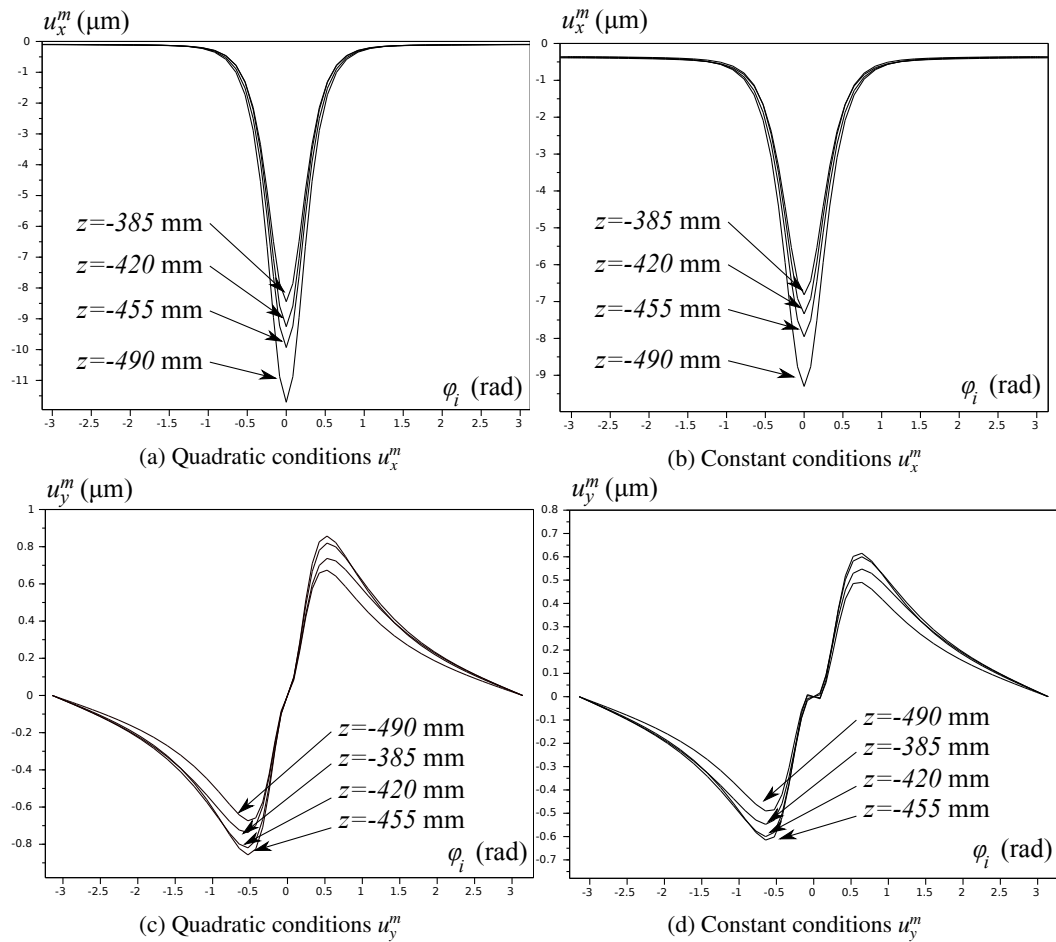 u_x^m (μm)
0
-1
-2
-3
-4
-5
-6
-7
-8
-9
-10
-11
z=-385 mm
z=-420 mm
z=-455 mm
z=-490 mm
φ_i (rad)
-3 -2.5 -2 -1.5 -1 -0.5 0 0.5 1 1.5 2 2.5 3
(a) Quadratic conditions u_x^m
u_x^m (μm)
0
-1
-2
-3
-4
-5
-6
-7
-8
-9
z=-385 mm
z=-420 mm
z=-455 mm
z=-490 mm
φ_i (rad)
-3 -2.5 -2 -1.5 -1 -0.5 0 0.5 1 1.5 2 2.5 3
(b) Constant conditions u_x^m
u_y^m (μm)
1
0.8
0.6
0.4
0.2
0
-0.2
-0.4
-0.6
-0.8
z=-490 mm
z=-385 mm
z=-420 mm
z=-455 mm
φ_i (rad)
-3 -2.5 -2 -1.5 -1 -0.5 0 0.5 1 1.5 2 2.5 3
(c) Quadratic conditions u_y^m
u_y^m (μm)
0.8
0.7
0.6
0.5
0.4
0.3
0.2
0.1
0
-0.1
-0.2
-0.3
-0.4
-0.5
-0.6
-0.7
z=-490 mm
z=-385 mm
z=-420 mm
z=-455 mm
φ_i (rad)
-3 -2.5 -2 -1.5 -1 -0.5 0 0.5 1 1.5 2 2.5 3
(d) Constant conditions u_y^m